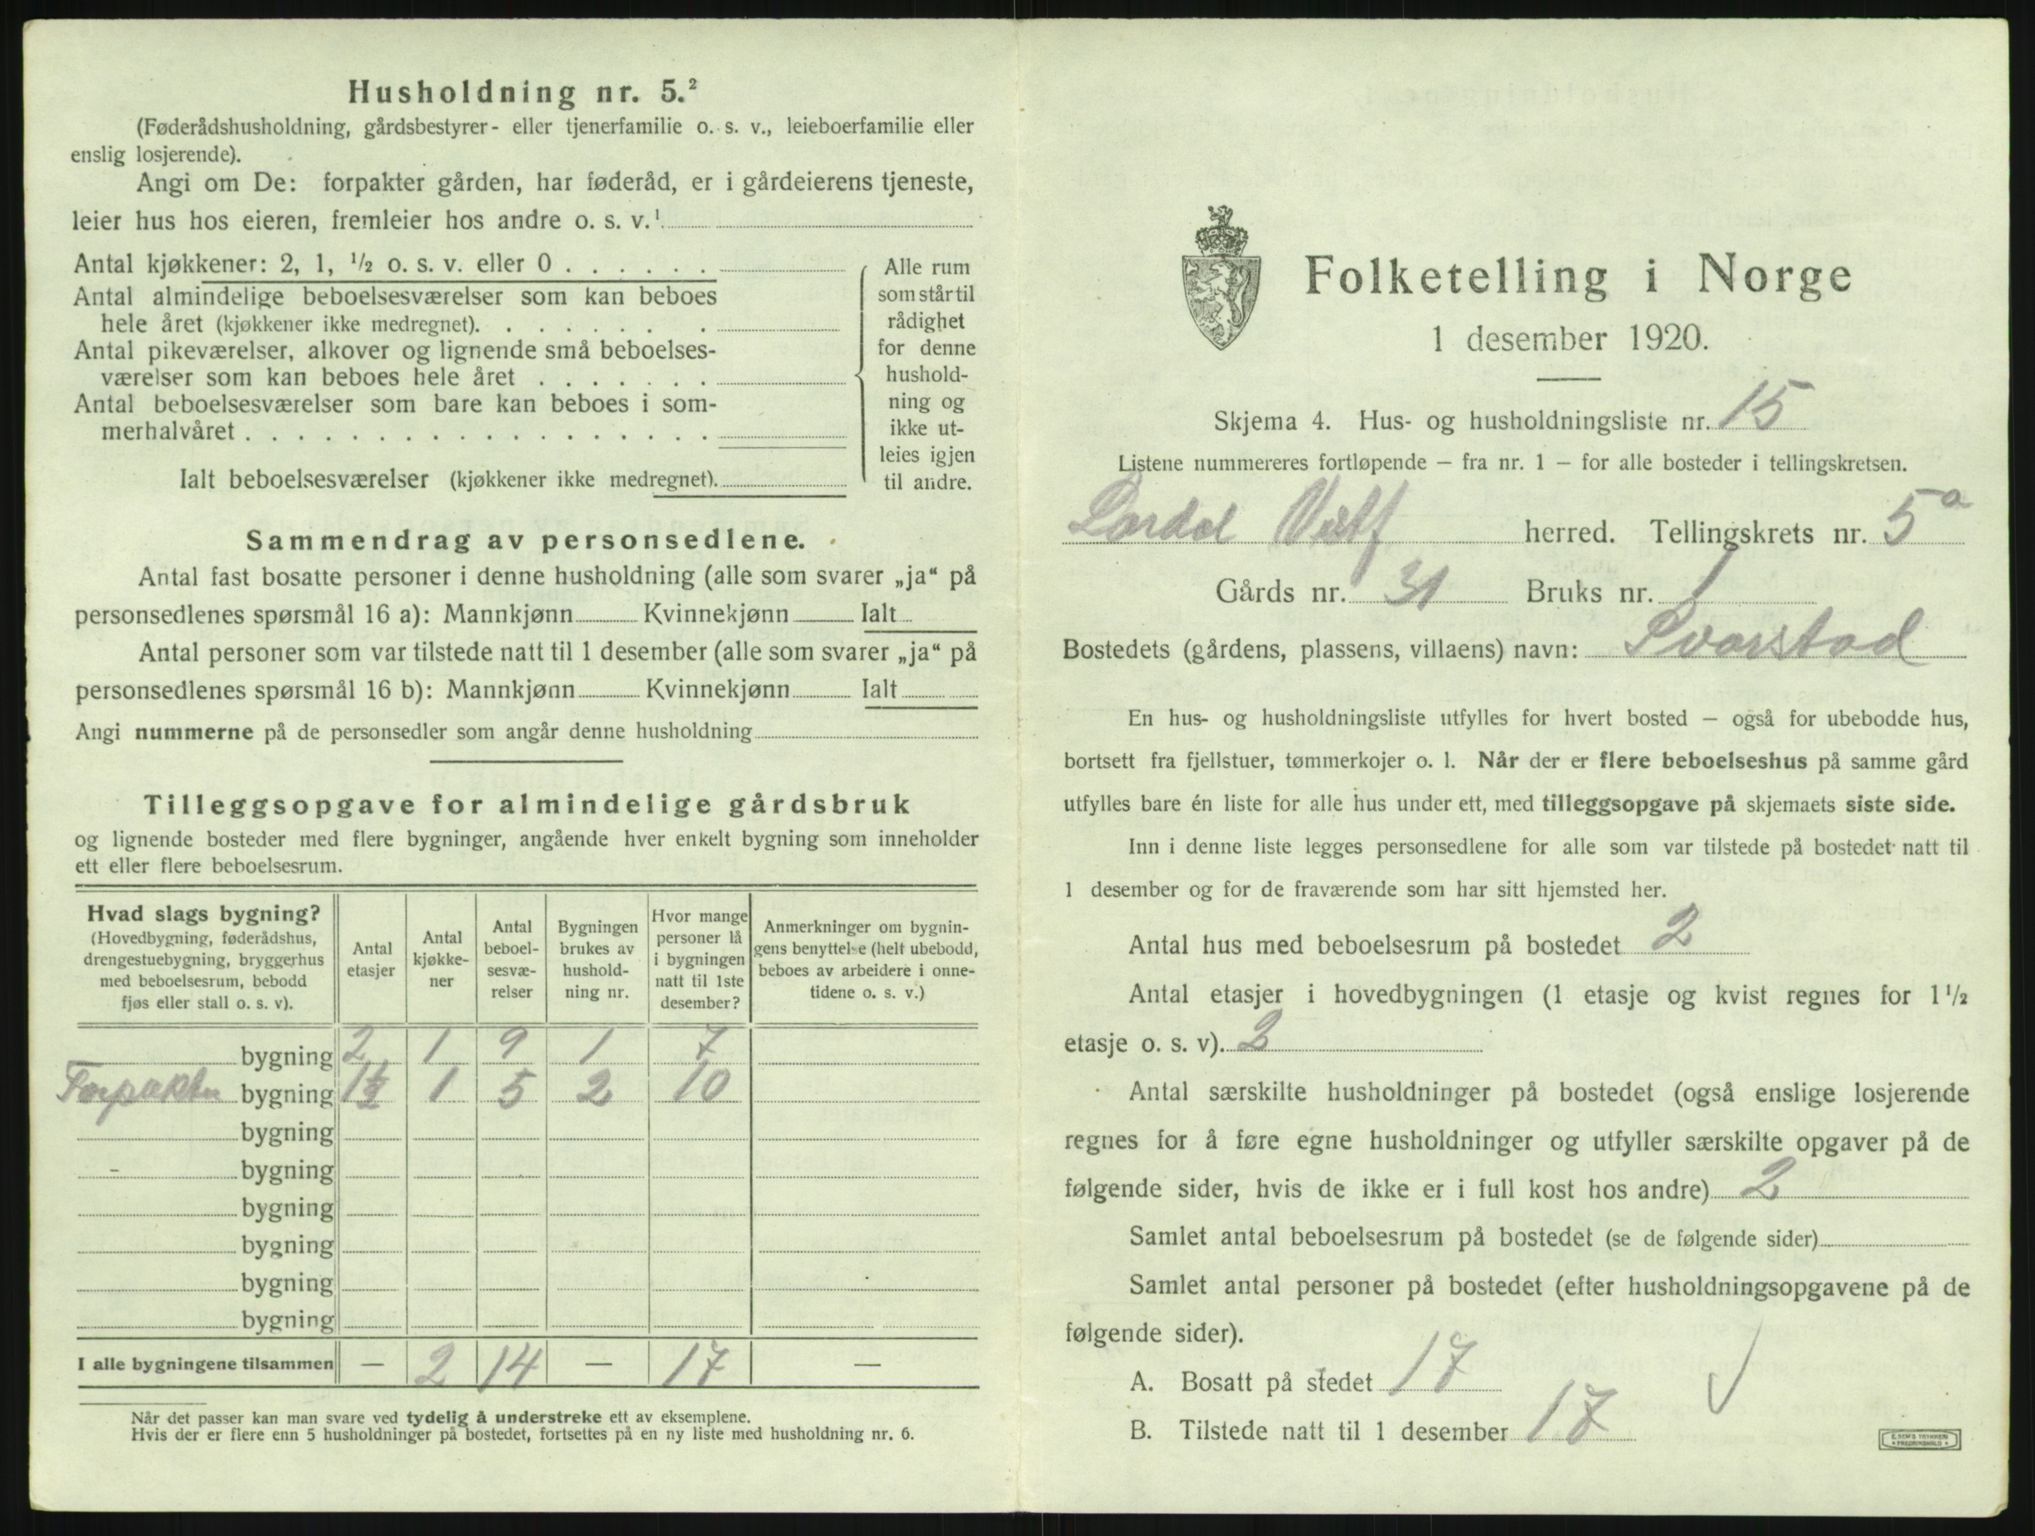 Husholdning nr. 5.²
(Føderådshusholdning, gårdsbestyrer- eller tjenerfamilie o. s. v., leieboerfamilie eller
enslig losjerende).
Angi om De: forpakter gården, har føderåd, er i gårdeierens tjeneste,
leier hus hos eieren, fremleier hos andre o. s. v.¹
Antal kjøkkener: 2, 1, ½ o. s. v. eller 0 . . . . . .
Antal almindelige beboelsesværelser som kan beboes
hele året (kjøkkener ikke medregnet). . . . . . . . .
Antal pikeværelser, alkover og lignende små beboelses-
værelser som kan beboes hele året . . . . . . .
Antal beboelsesværelser som bare kan beboes i som-
merhalvåret . . . . . . . . . . . . . . . . . .
Ialt beboelsesværelser (kjøkkener ikke medregnet).
Alle rum
som står til
rådighet
for denne
hushold-
ning og
ikke ut-
leies igjen
til andre.
Sammendrag av personsedlene.
Antal fast bosatte personer i denne husholdning (alle som svarer „ja“ på
personsedlenes spørsmål 16 a): Mannkjønn Kvinnekjønn Ialt
Antal personer som var tilstede natt til 1 desember (alle som svarer „ja“ på
personsedlenes spørsmål 16 b): Mannkjønn Kvinnekjønn Ialt
Angi nummerne på de personsedler som angår denne husholdning
Tilleggsopgave for almindelige gårdsbruk
og lignende bosteder med flere bygninger, angående hver enkelt bygning som inneholder
ett eller flere beboelsesrum.
Hvad slags bygning?
(Hovedbygning, føderådshus,
drengestuebygning, bryggerhus
med beboelsesrum, bebodd
fjøs eller stall o. s. v).
Antal
etasjer
Antal
kjøkke-
ner
Antal
beboel-
sesvæ-
relser
Bygningen
brukes av
hushold-
ning nr.
Hvor mange
personer lå
i bygningen
natt til 1ste
desember?
Anmerkninger om bygnin-
gens benyttelse (helt ubebodd,
beboes av arbeidere i onne-
tidene o. s. v.)
bygning 2 1 9 1 7
Forpakter bygning 1½ 1 5 2 10
bygning
bygning
bygning
bygning
bygning
bygning
I alle bygningene tilsammen — 2 14 — 17 —
Når det passer kan man svare ved tydelig å understreke ett av eksemplene.
Hvis der er flere enn 5 husholdninger på bostedet, fortsettes på en ny liste med husholdning nr. 6.
Folketelling i Norge
1 desember 1920.
Skjema 4. Hus- og husholdningsliste nr. 15
Listene nummereres fortløpende — fra nr. 1 — for alle bosteder i tellingskretsen.
herred. Tellingskrets nr. 5a
Gårds nr. 31 Bruks nr. 1
Bostedets (gårdens, plassens, villaens) navn: Svarstad
En hus- og husholdningsliste utfylles for hvert bosted — også for ubebodde hus,
bortsett fra fjellstuer, tømmerkojer o. l. Når der er flere beboelseshus på samme gård
utfylles bare én liste for alle hus under ett, med tilleggsopgave på skjemaets siste side.
Inn i denne liste legges personsedlene for alle som var tilstede på bostedet natt til
1 desember og for de fraværende som har sitt hjemsted her.
Antal hus med beboelsesrum på bostedet 2
Antal etasjer i hovedbygningen (1 etasje og kvist regnes for 1½
etasje o. s. v). 2
Antal særskilte husholdninger på bostedet (også enslige losjerende
regnes for å føre egne husholdninger og utfyller særskilte opgaver på de
følgende sider, hvis de ikke er i full kost hos andre) 2
Samlet antal beboelsesrum på bostedet (se de følgende sider)
Samlet antal personer på bostedet (efter husholdningsopgavene på de
følgende sider).
A. Bosatt på stedet 17
B. Tilstede natt til 1 desember 17